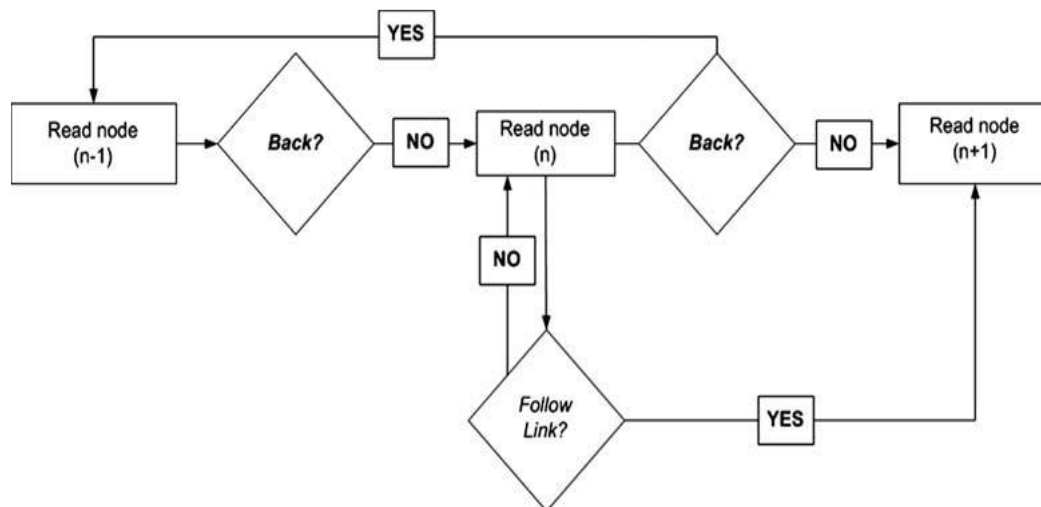 YES
Read node
(n-1)
Back?
NO
Read node
(n)
Back?
NO
Read node
(n+1)
NO
Follow
Link?
YES